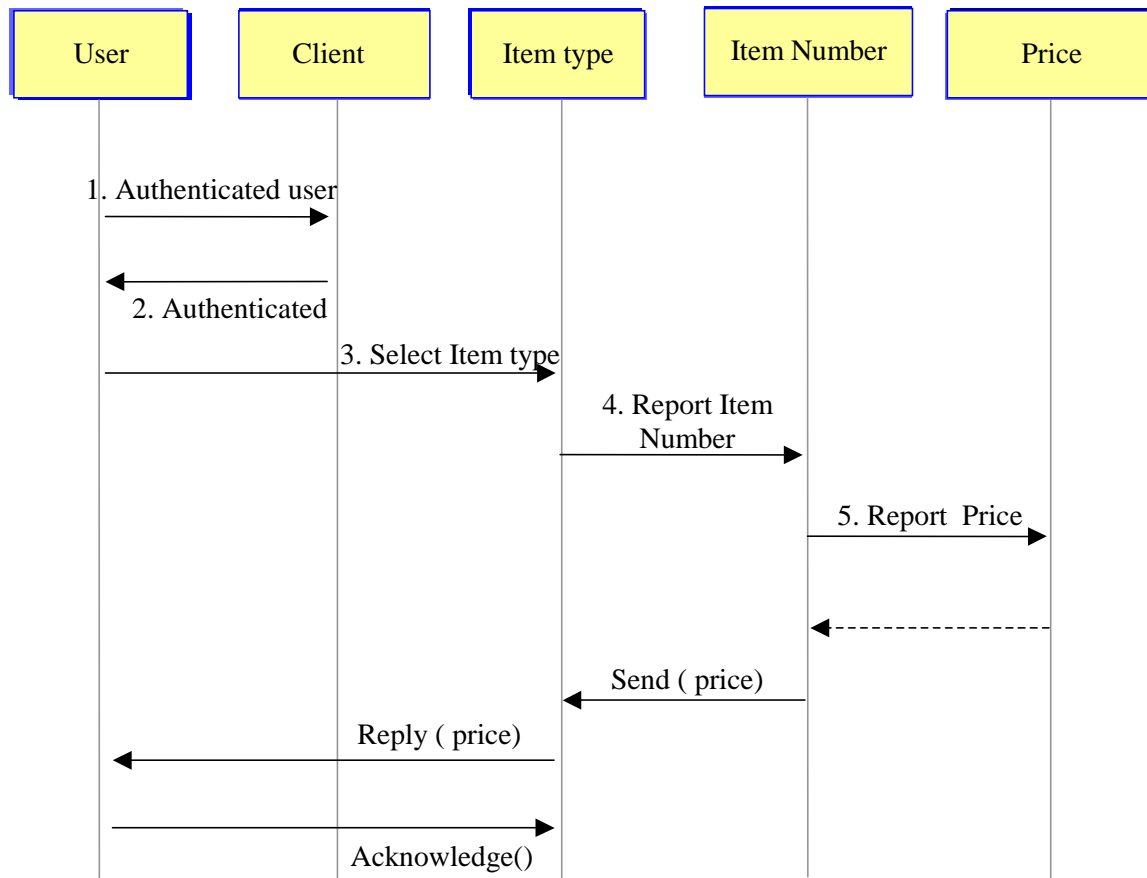 User
Client
Item type
Item Number
Price
1. Authenticated user
2. Authenticated
3. Select Item type
4. Report Item
Number
5. Report  Price
Send ( price)
Reply ( price)
Acknowledge()